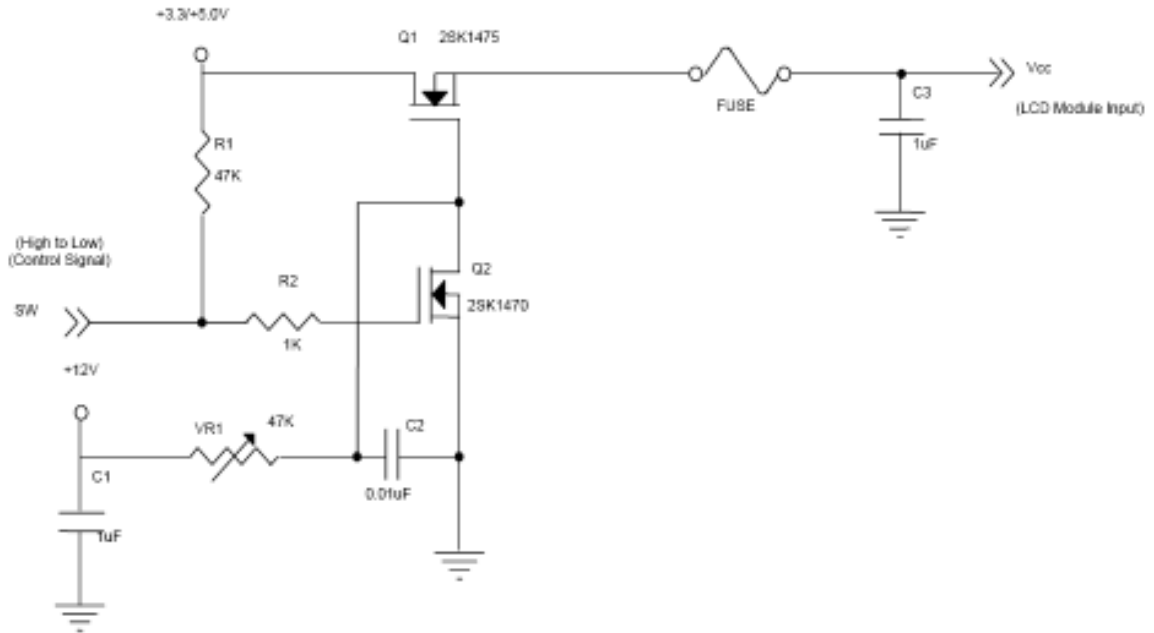 +3.3/+5.0V
Q1 2SK1475
Vcc
FUSE
C3
(LCD Module Input)
1uF
R1
47K
(High to Low)
(Control Signal)
SW
R2
1K
Q2
2SK1470
+12V
VR1
47K
C2
0.01uF
C1
1uF